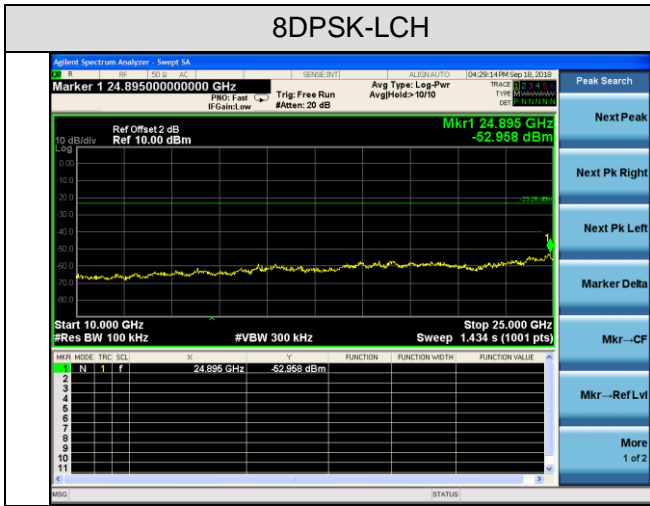 8DPSK-LCH
Agilent Spectrum Analyzer - Swept SA
R RF 50 Ω AC SENSE:INT ALIGNAUTO 04:29:14 PM Sep 18, 2018
Marker 1 24.895000000000 GHz
PNO: Fast
IFGain:Low
Trig: Free Run
#Atten: 20 dB
Avg Type: Log-Pwr
Avg|Hold>10/10
TRACE 1 2 3 4 5 6
TYPE M
DET P N N N N N
Ref Offset 2 dB
Ref 10.00 dBm
10 dB/div
Log
Mkr1 24.895 GHz
-52.958 dBm
0.00
-10.0
-20.0
-30.0
-40.0
-50.0
-60.0
-70.0
-80.0
1
Start 10.000 GHz
#Res BW 100 kHz
#VBW 300 kHz
Stop 25.000 GHz
Sweep 1.434 s (1001 pts)
MKR MODE TRC SCL X Y FUNCTION FUNCTION WIDTH FUNCTION VALUE
1 N 1 f 24.895 GHz -52.958 dBm
2
3
4
5
6
7
8
9
10
11
MSG STATUS
Peak Search
Next Peak
Next Pk Right
Next Pk Left
Marker Delta
Mkr→CF
Mkr→Ref Lvl
More
1 of 2